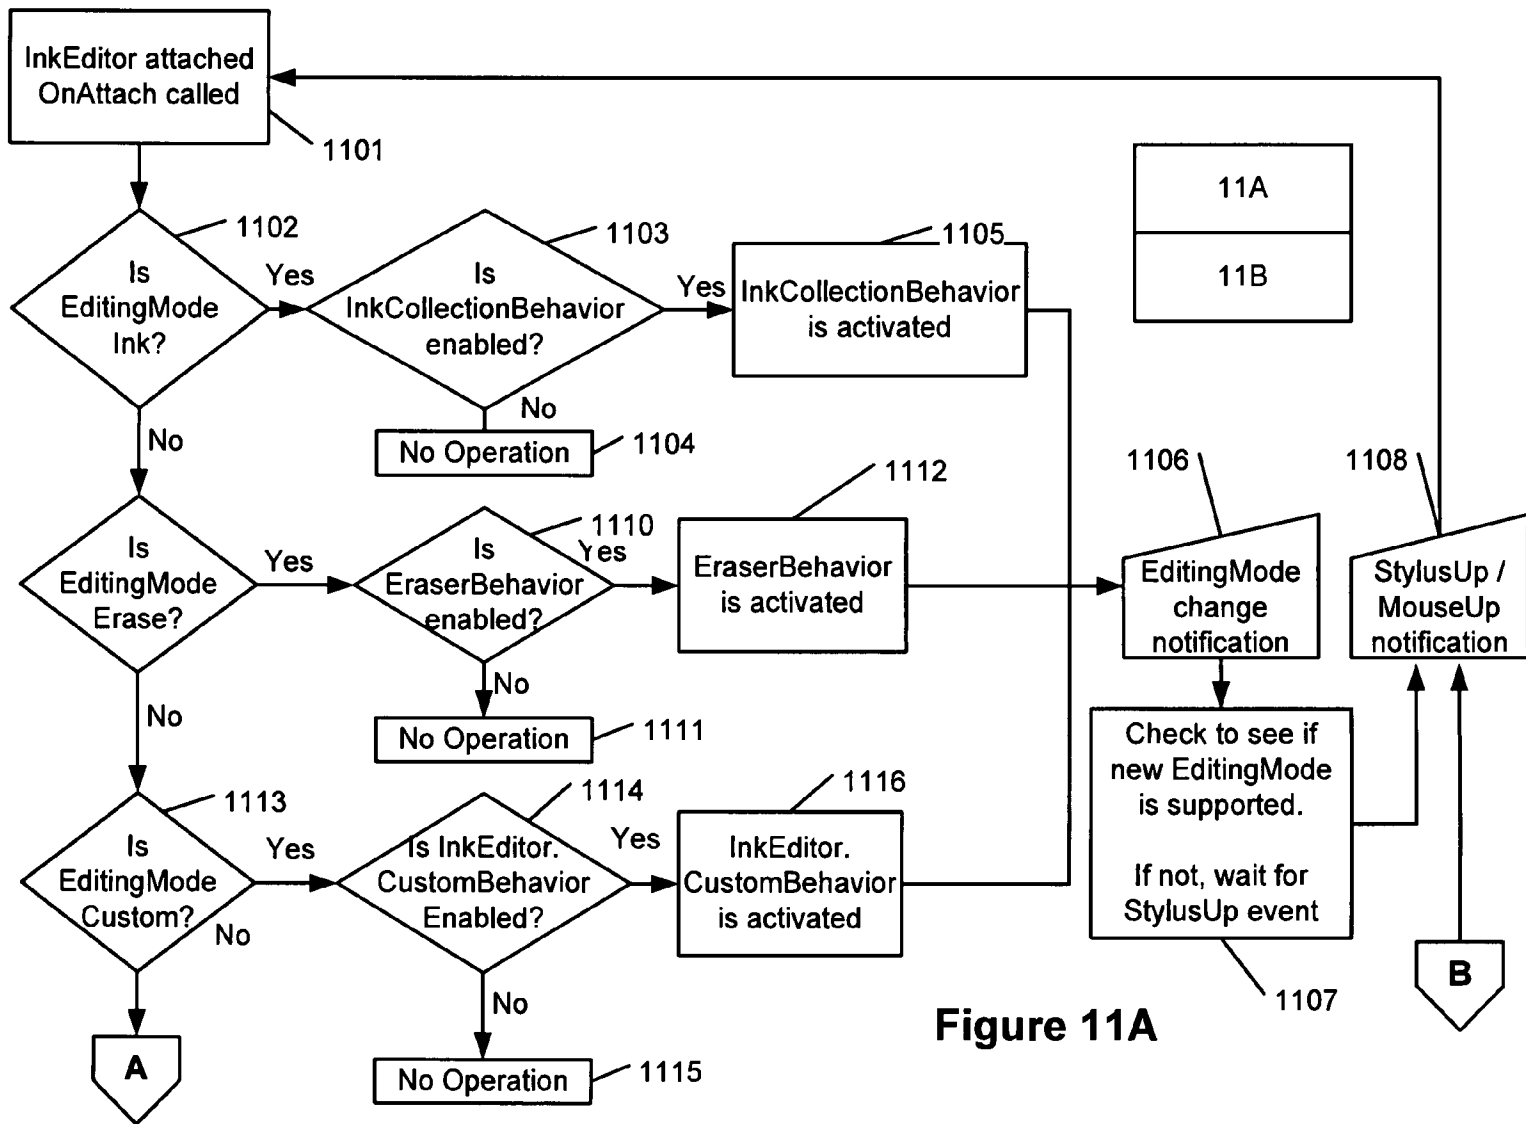 InkEditor attached
OnAttach called
1101
11A
11B
1102
Is
EditingMode
Ink?
Yes
1103
Is
InkCollectionBehavior
enabled?
Yes
1105
InkCollectionBehavior
is activated
No
No
No Operation
1104
Is
EditingMode
Erase?
Yes
1110
Is
EraserBehavior
enabled?
Yes
1112
EraserBehavior
is activated
1106
EditingMode
change
notification
1108
StylusUp /
MouseUp
notification
No
No
No Operation
1111
Check to see if
new EditingMode
is supported.
If not, wait for
StylusUp event
1107
1113
Is
EditingMode
Custom?
Yes
1114
Is InkEditor.
CustomBehavior
Enabled?
Yes
1116
InkEditor.
CustomBehavior
is activated
No
No
No Operation
1115
A
B
Figure 11A